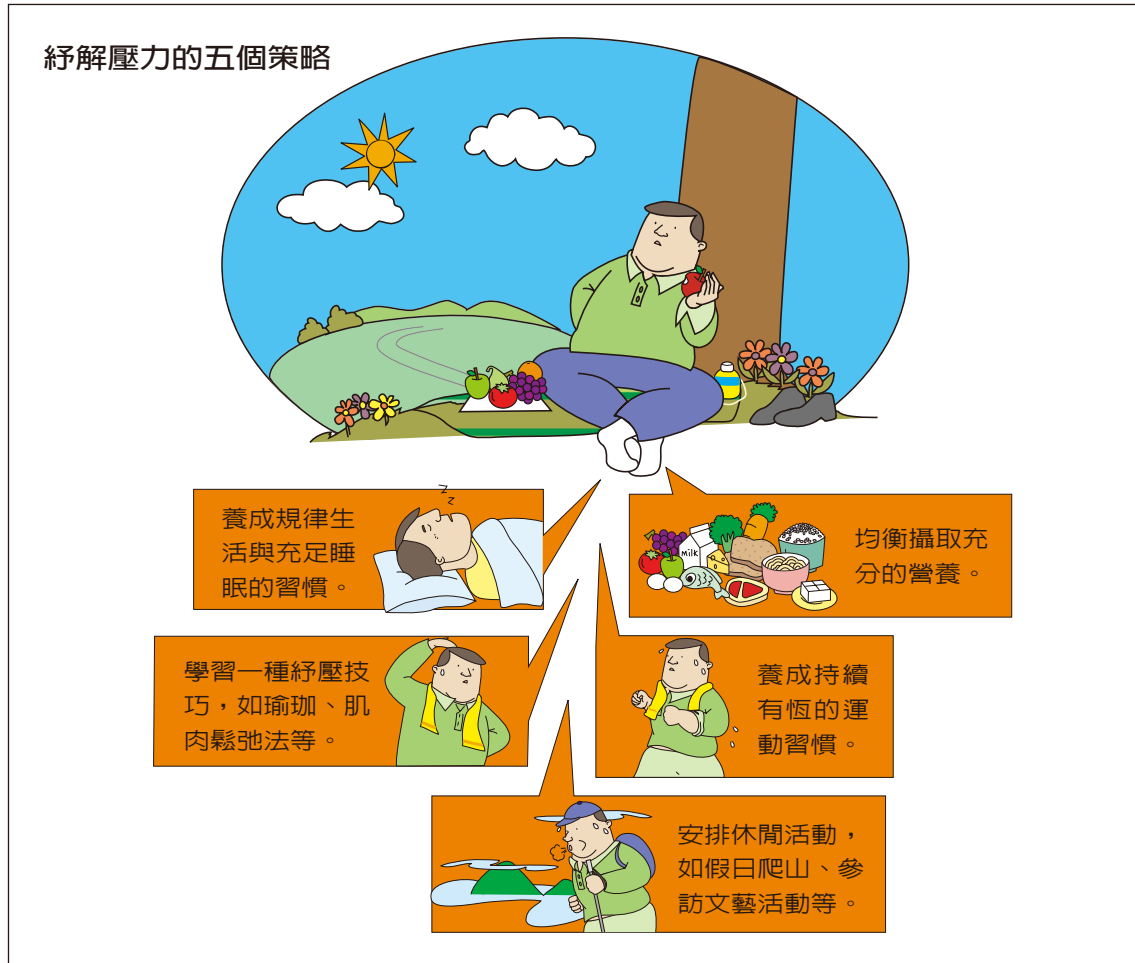 紓解壓力的五個策略
養成規律生
活與充足睡
眠的習慣。
Milk
均衡攝取充
分的營養。
學習一種紓壓技
巧，如瑜珈、肌
肉鬆弛法等。
養成持續
有恆的運
動習慣。
安排休閒活動，
如假日爬山、參
訪文藝活動等。
z
z